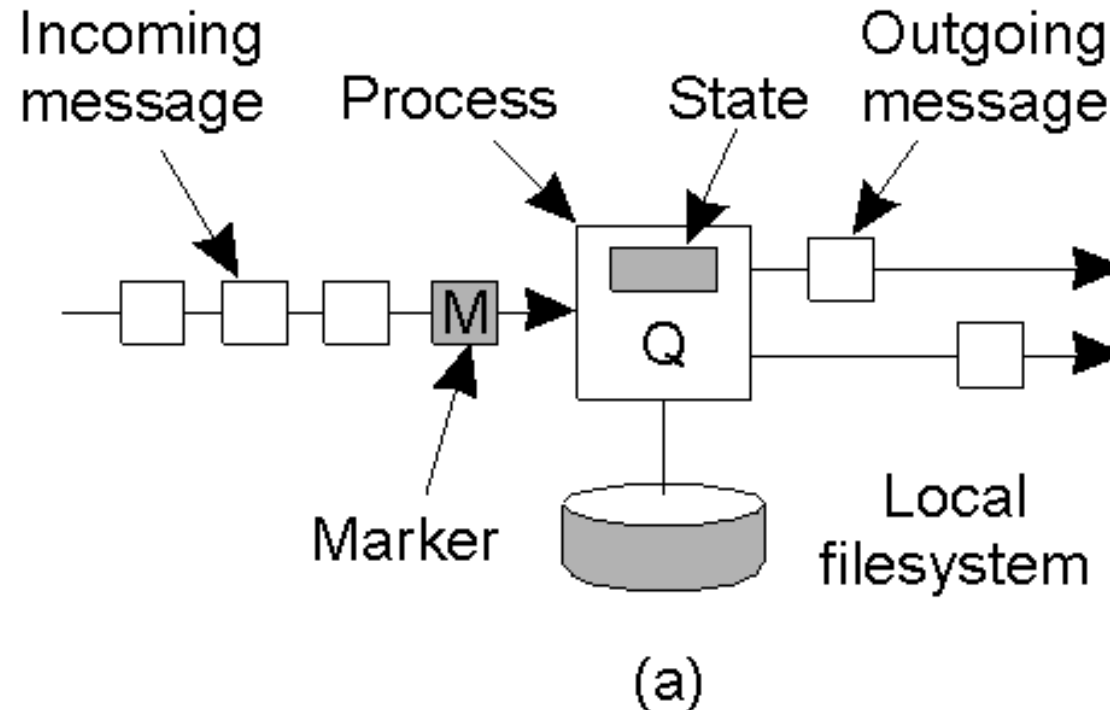 Incoming
message
Process
State
Outgoing
message
M
Q
Marker
Local
filesystem
(a)